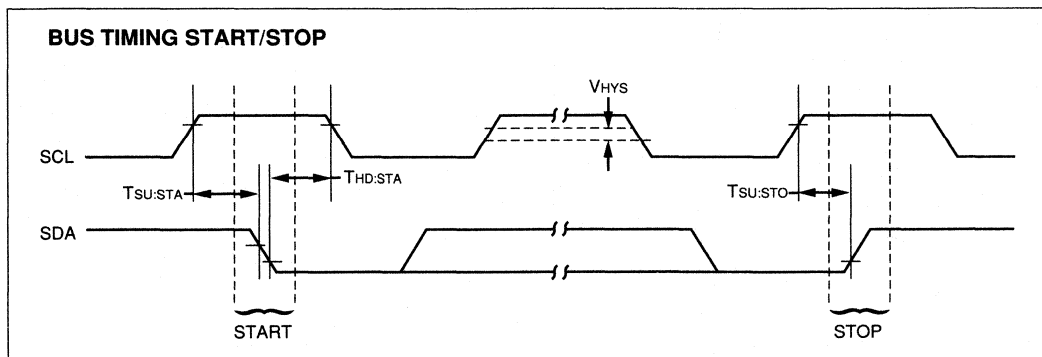 BUS TIMING START/STOP
VHYS
SCL
TSU:STA
THD:STA
TSU:STO
SDA
START
STOP